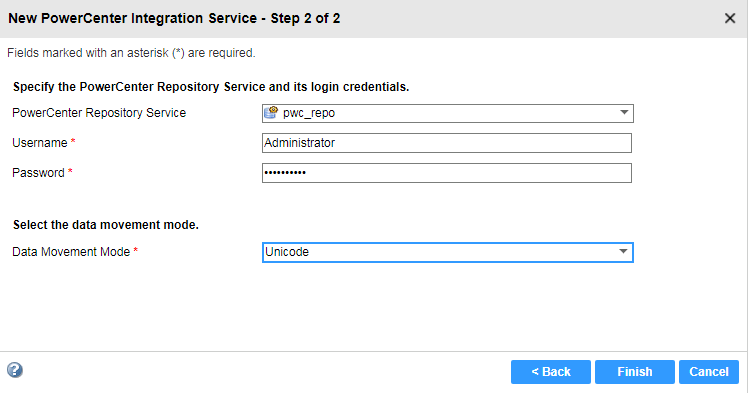 New PowerCenter Integration Service - Step 2 of 2
Fields marked with an asterisk (*) are required.
Specify the PowerCenter Repository Service and its login credentials.
PowerCenter Repository Service pwc_repo
Username * Administrator
Password * ••••••••••
Select the data movement mode.
Data Movement Mode * Unicode
? < Back Finish Cancel